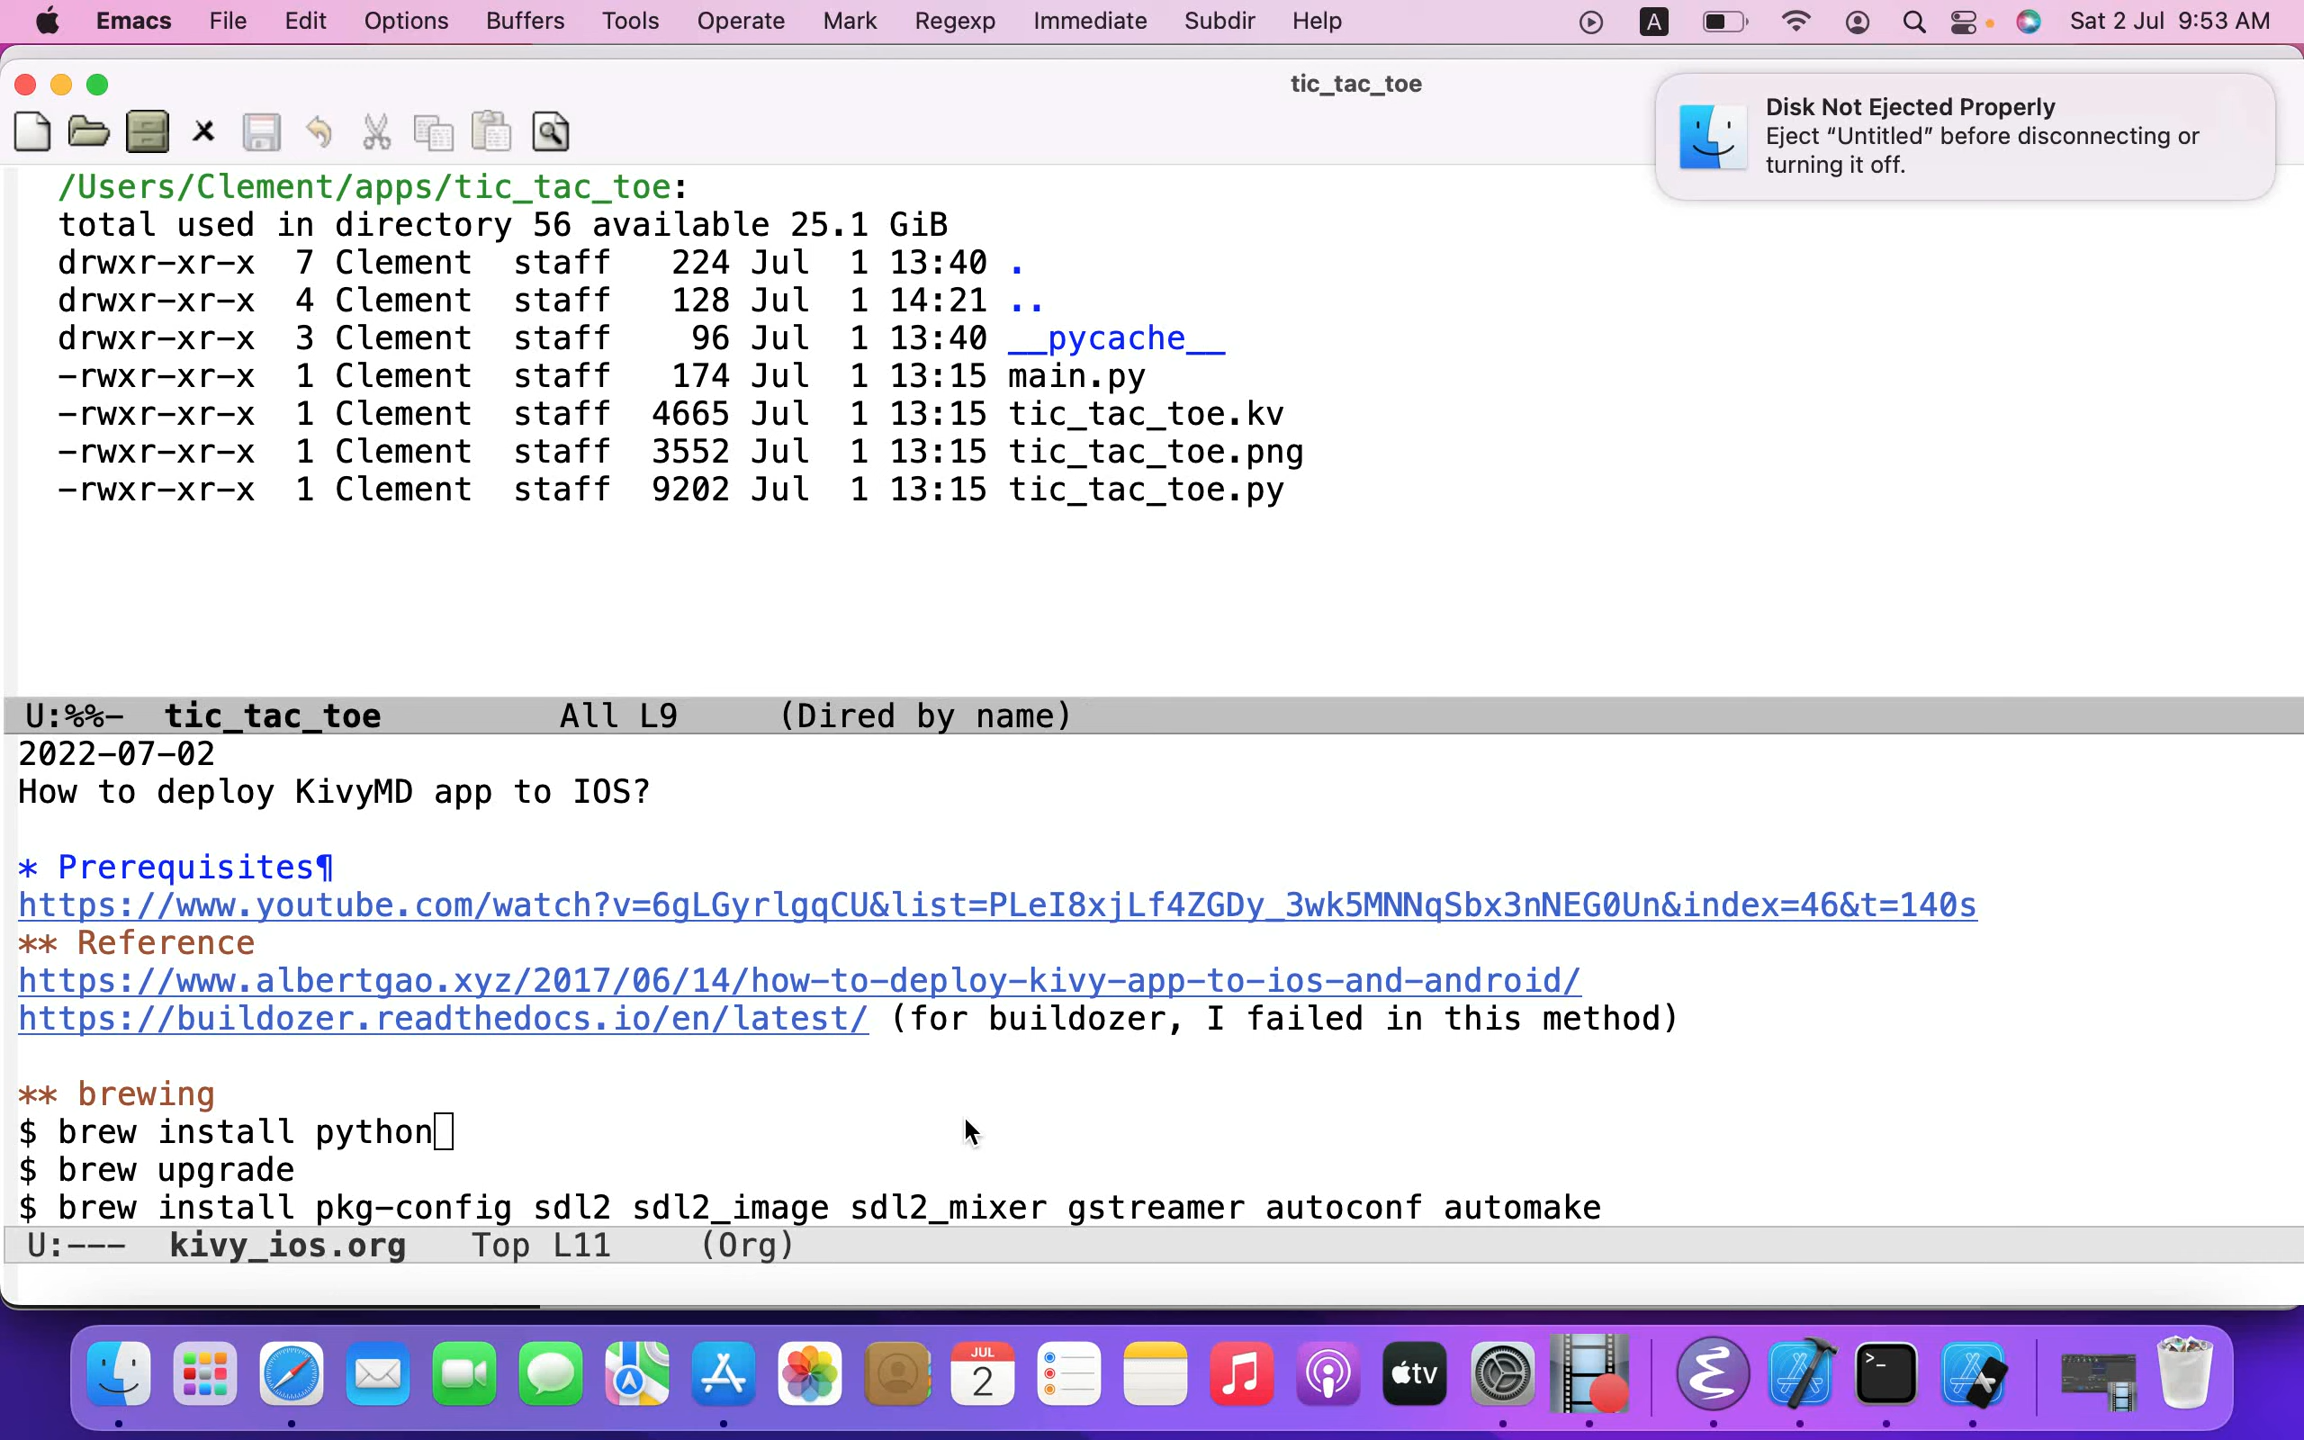 Emacs File Edit Options Buffers Tools Operate Mark Regexp Immediate Subdir Help A Sat 2 Jul 9:53 AM
tic_tac_toe
Disk Not Ejected Properly
Eject “Untitled” before disconnecting or
turning it off.
/Users/Clement/apps/tic_tac_toe:
total used in directory 56 available 25.1 GiB
drwxr-xr-x 7 Clement staff 224 Jul 1 13:40 .
drwxr-xr-x 4 Clement staff 128 Jul 1 14:21 ..
drwxr-xr-x 3 Clement staff 96 Jul 1 13:40 __pycache__
-rwxr-xr-x 1 Clement staff 174 Jul 1 13:15 main.py
-rwxr-xr-x 1 Clement staff 4665 Jul 1 13:15 tic_tac_toe.kv
-rwxr-xr-x 1 Clement staff 3552 Jul 1 13:15 tic_tac_toe.png
-rwxr-xr-x 1 Clement staff 9202 Jul 1 13:15 tic_tac_toe.py
U:%%- tic_tac_toe All L9 (Dired by name)
2022-07-02
How to deploy KivyMD app to IOS?
* Prerequisites¶
https://www.youtube.com/watch?v=6gLGyrlgqCU&list=PLeI8xjLf4ZGDy_3wk5MNNqSbx3nNEG0Un&index=46&t=140s
** Reference
https://www.albertgao.xyz/2017/06/14/how-to-deploy-kivy-app-to-ios-and-android/
https://buildozer.readthedocs.io/en/latest/ (for buildozer, I failed in this method)
** brewing
$ brew install python
$ brew upgrade
$ brew install pkg-config sdl2 sdl2_image sdl2_mixer gstreamer autoconf automake
U:--- kivy_ios.org Top L11 (Org)
JUL
2
tv
>_